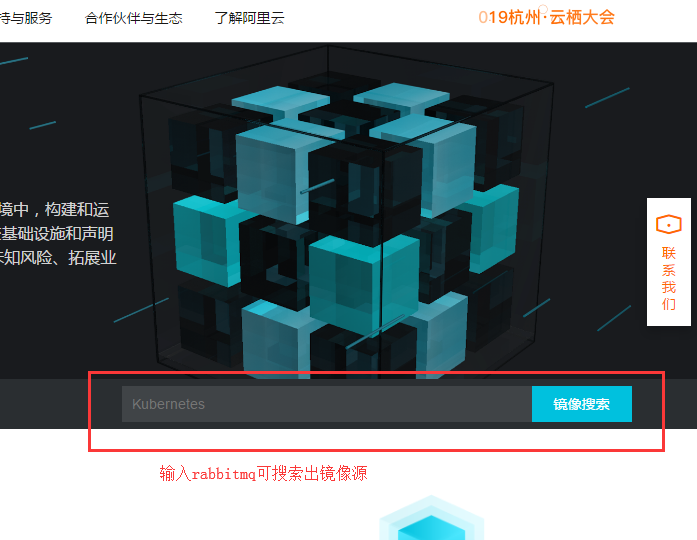 持与服务 合作伙伴与生态 了解阿里云 019杭州·云栖大会
境中，构建和运
基础设施和声明
知风险、拓展业
联
系
我
们
Kubernetes 镜像搜索
输入rabbitmq可搜索出镜像源